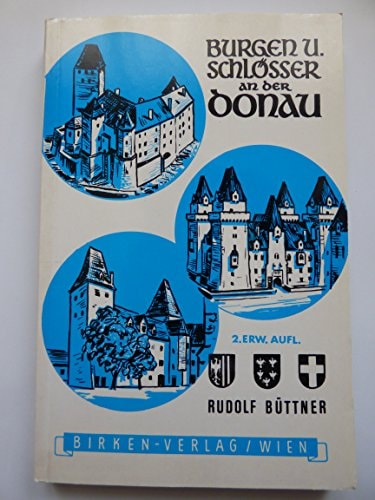 BURGEN U.
SCHLÖSSER
AN DER
DONAU
2. ERW. AUFL.
RUDOLF BÜTTNER
BIRKEN-VERLAG/WIEN